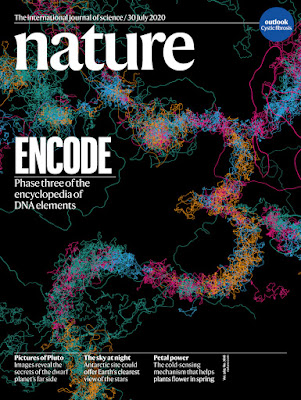 The international journal of science / 30 July 2020
outlook
Cystic fibrosis
nature
ENCODE
Phase three of the
encyclopedia of
DNA elements
Pictures of Pluto
Images reveal the
secrets of the dwarf
planet's far side
The sky at night
Antarctic site could
offer Earth's clearest
view of the stars
Petal power
The cold-sensing
mechanism that helps
plants flower in spring